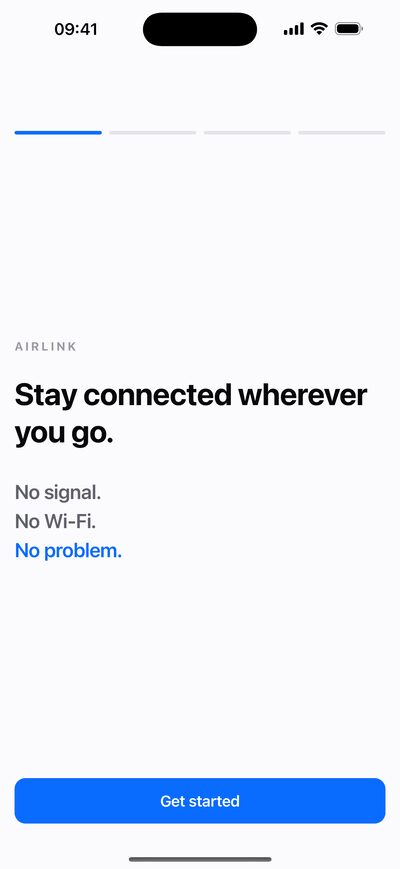 09:41
AIRLINK
Stay connected wherever
you go.
No signal.
No Wi-Fi.
No problem.
Get started